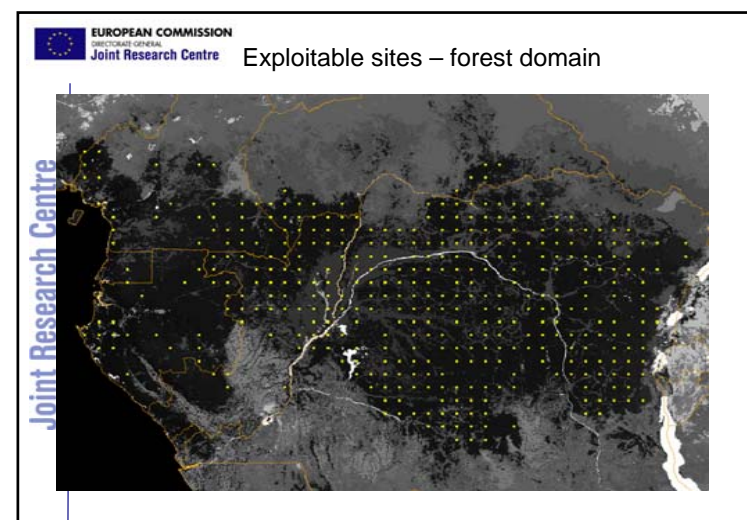 EUROPEAN COMMISSION
DIRECTORATE-GENERAL
Joint Research Centre
Exploitable sites – forest domain
Joint Research Centre